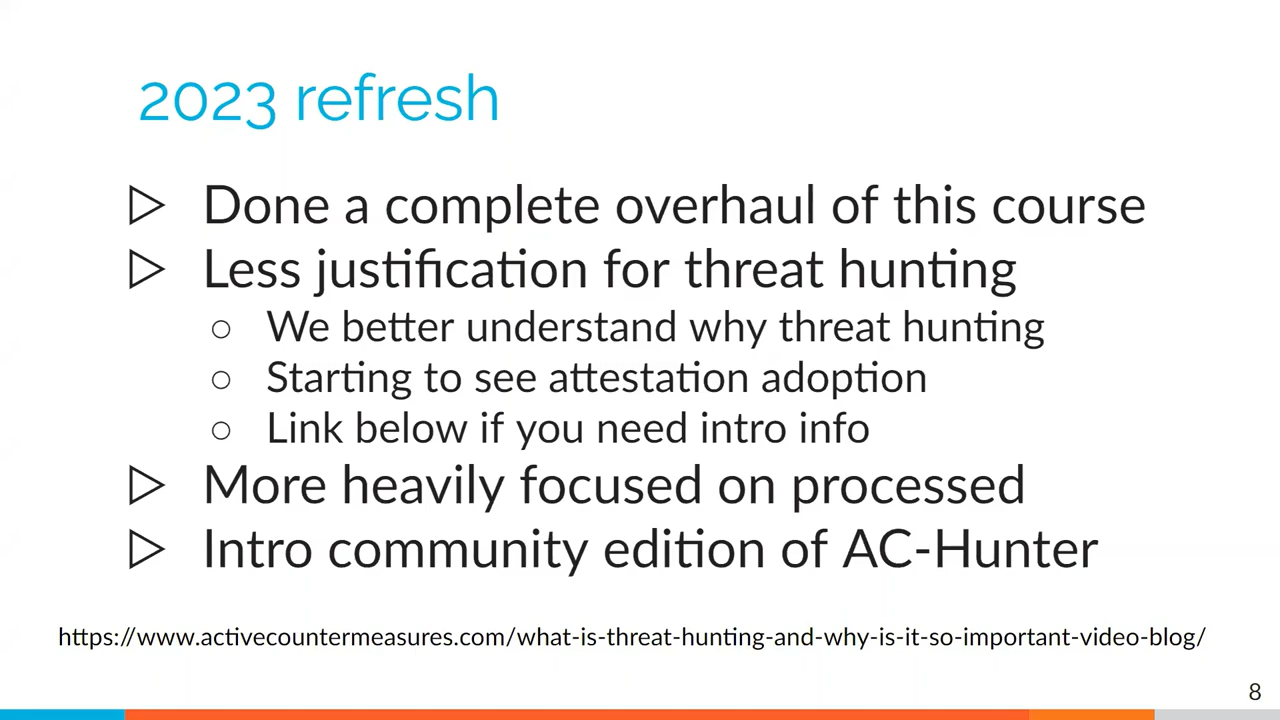 2023 refresh
Done a complete overhaul of this course
Less justification for threat hunting
We better understand why threat hunting
Starting to see attestation adoption
Link below if you need intro info
More heavily focused on processed
Intro community edition of AC-Hunter
https://www.activecountermeasures.com/what-is-threat-hunting-and-why-is-it-so-important-video-blog/
8